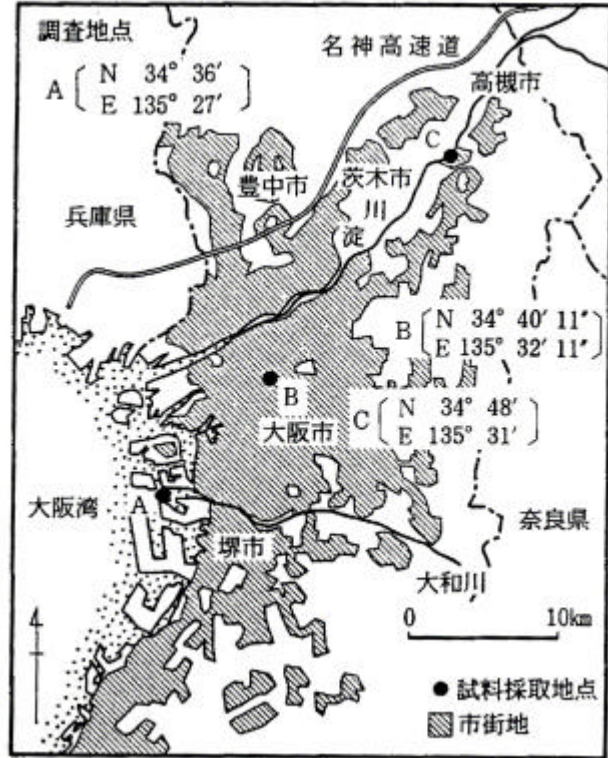 調査地点
A N 34° 36′
E 135° 27′
名神高速道
高槻市
C
豊中市
茨木市
淀川
兵庫県
B N 34° 40′ 11″
E 135° 32′ 11″
B
大阪市
C N 34° 48′
E 135° 31′
A
大阪湾
奈良県
堺市
大和川
0 10km
● 試料採取地点
市街地